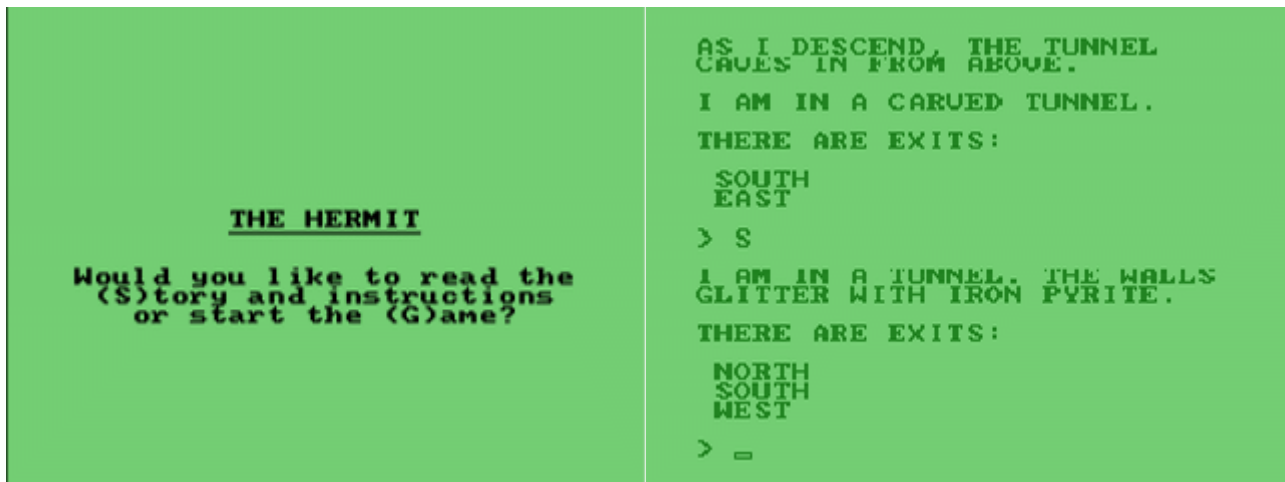 THE HERMIT
Would you like to read the
(S)tory and instructions
or start the (G)ame?
AS I DESCEND, THE TUNNEL
CAVES IN FROM ABOVE.
I AM IN A CARVED TUNNEL.
THERE ARE EXITS:
SOUTH
EAST
> S
I AM IN A TUNNEL. THE WALLS
GLITTER WITH IRON PYRITE.
THERE ARE EXITS:
NORTH
SOUTH
WEST
>